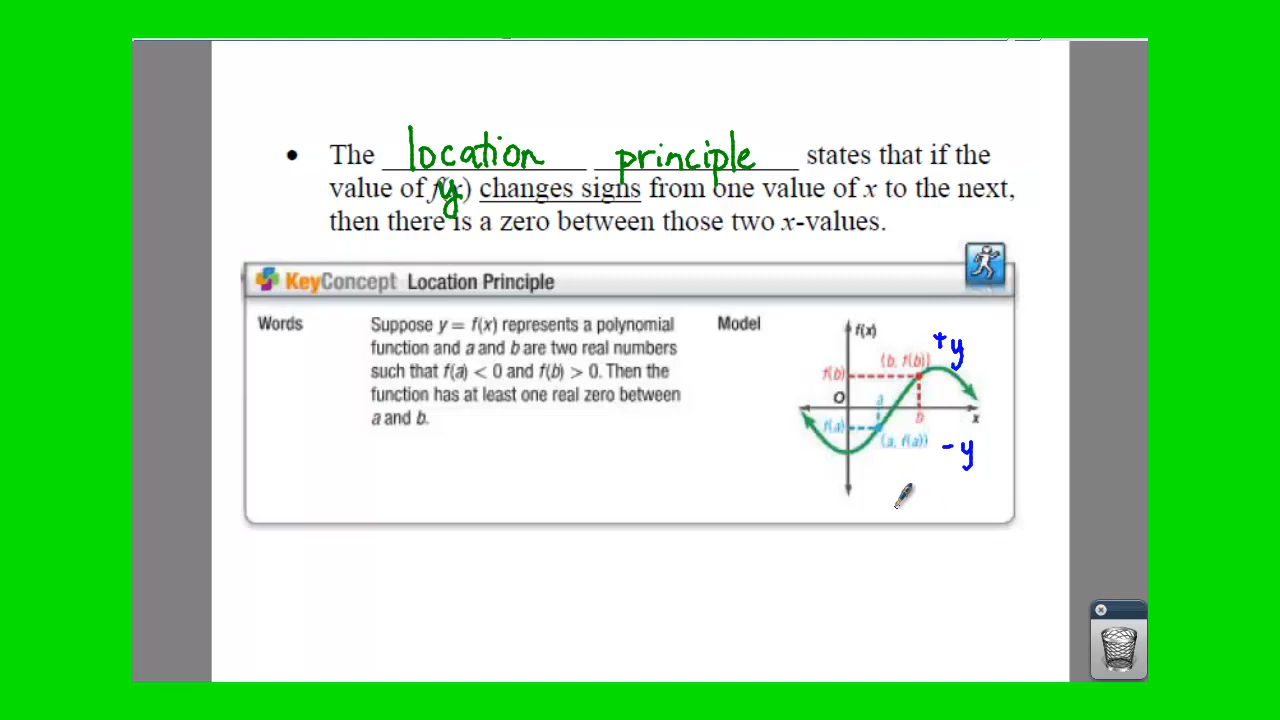 • The location principle states that if the
value of f(x) y changes signs from one value of x to the next,
then there is a zero between those two x-values.
KeyConcept Location Principle
Words
Suppose y = f(x) represents a polynomial
function and a and b are two real numbers
such that f(a) < 0 and f(b) > 0. Then the
function has at least one real zero between
a and b.
Model
f(x)
+y
(b, f(b))
f(b)
O
a
f(a)
b
x
(a, f(a))
-y